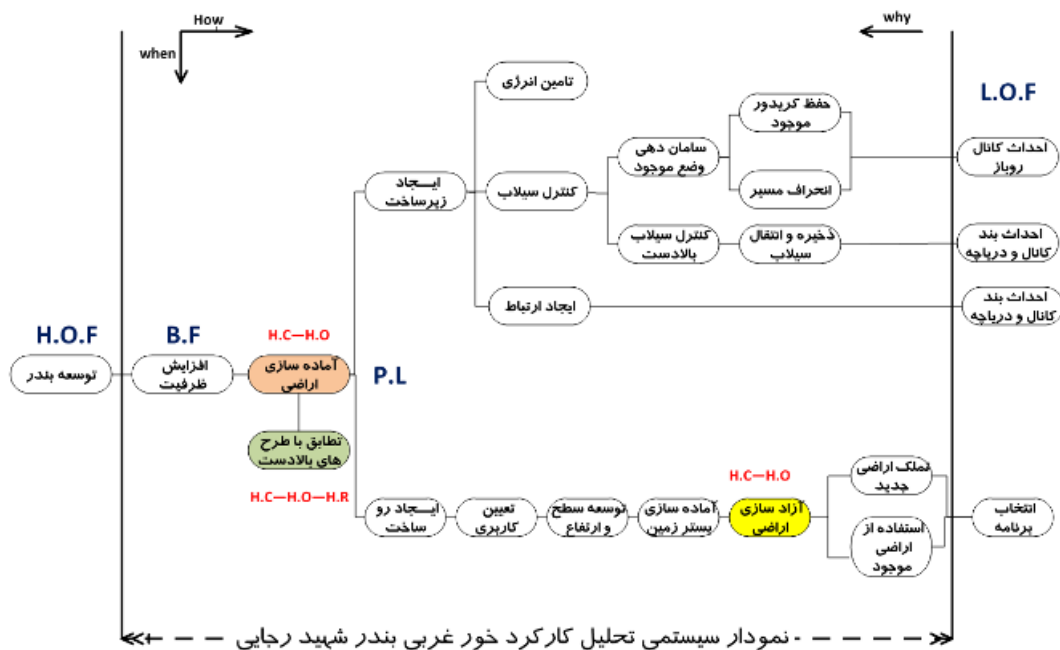 How
when
why
H.O.F
B.F
H.C—H.O
P.L
L.O.F
توسعه بندر
افزایش
ظرفیت
آماده سازی
اراضی
تطابق با طرح
های بالادست
H.C—H.O—H.R
ایـــجاد
زیرساخت
تامین انرژی
کنترل سیلاب
ایجاد ارتباط
سامان دهی
وضع موجود
کنترل سیلاب
بالادست
حفظ کریدور
موجود
انحراف مسیر
ذخیره و انتقال
سیلاب
احداث کانال
روباز
احداث بند
کانال و دریاچه
احداث بند
کانال و دریاچه
ایـــجاد رو
ساخت
تعیین
کاربری
توسعه سطح
و ارتفاع
آماده سازی
بستر زمین
H.C—H.O
آزاد سازی
اراضی
تملک اراضی
جدید
استفاده از
اراضی
موجود
انتخاب
برنامه
نمودار سیستمی تحلیل کارکرد خور غربی بندر شهید رجایی